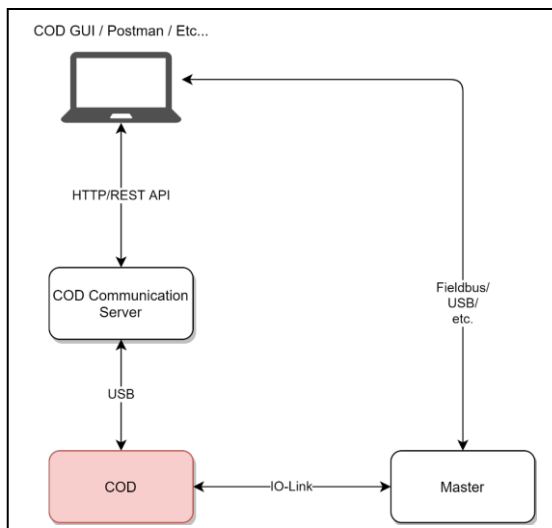 COD GUI / Postman / Etc...
HTTP/REST API
COD Communication
Server
Fieldbus/
USB/
etc.
USB
COD
IO-Link
Master